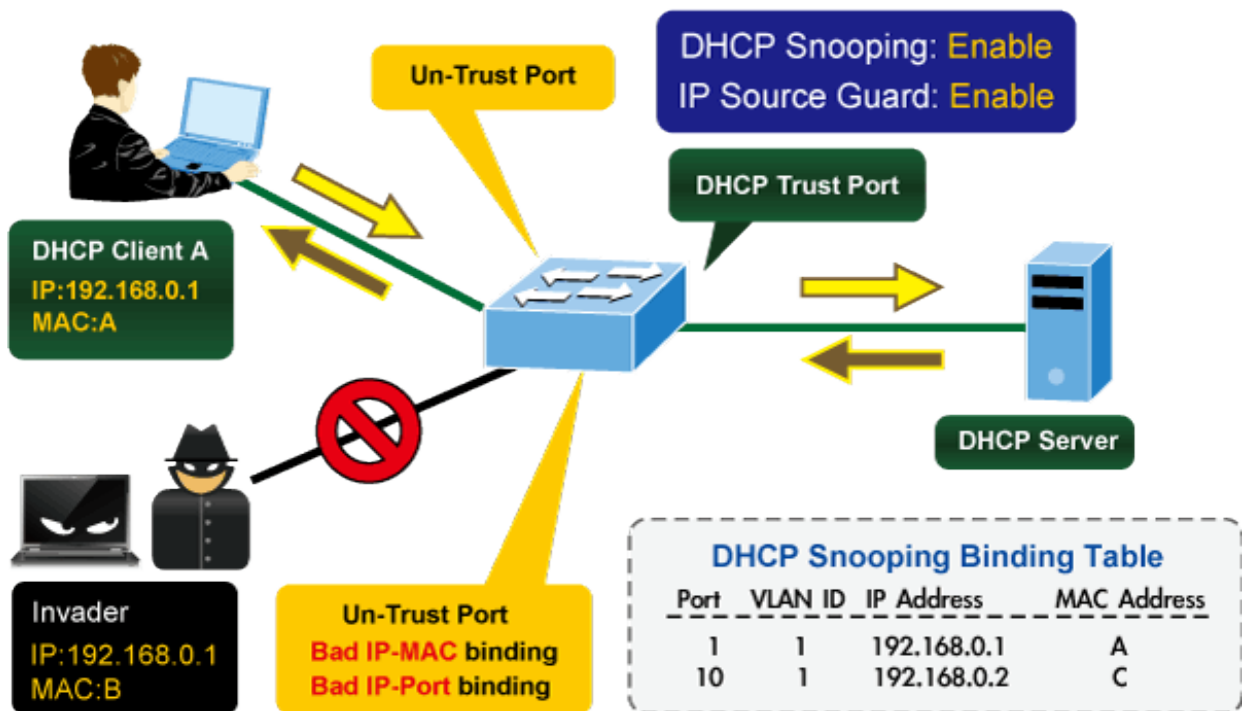 Un-Trust Port
DHCP Snooping: Enable
IP Source Guard: Enable
DHCP Trust Port
DHCP Client A
IP:192.168.0.1
MAC:A
DHCP Server
Invader
IP:192.168.0.1
MAC:B
Un-Trust Port
Bad IP-MAC binding
Bad IP-Port binding
DHCP Snooping Binding Table
Port VLAN ID IP Address MAC Address
1 1 192.168.0.1 A
10 1 192.168.0.2 C